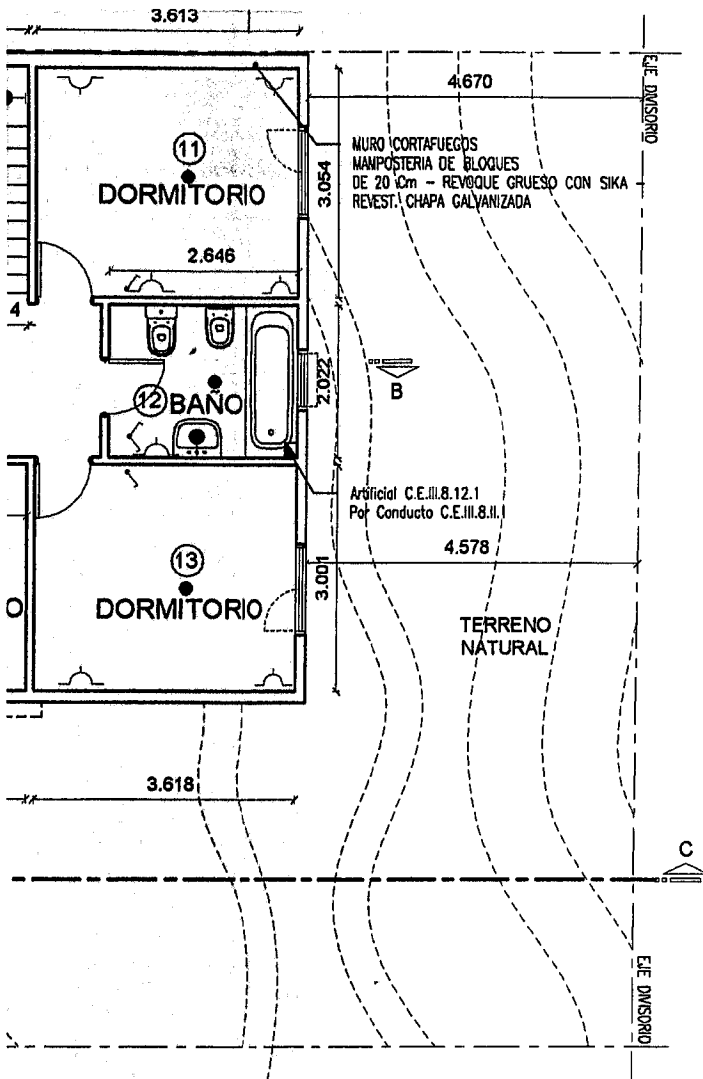 3.613
4.670
EJE DIVISORIO
MURO CORTAFUEGOS
MAMPOSTERIA DE BLOQUES
DE 20 Cm - REVOQUE GRUESO CON SIKA -
REVEST. CHAPA GALVANIZADA
11
DORMITORIO
3.054
2.646
4
12
BAÑO
2.022
B
Artificial C.E.III.8.12.1
Por Conducto C.E.III.8.II.I
4.578
13
DORMITORIO
3.001
O
TERRENO
NATURAL
3.618
C
EJE DIVISORIO